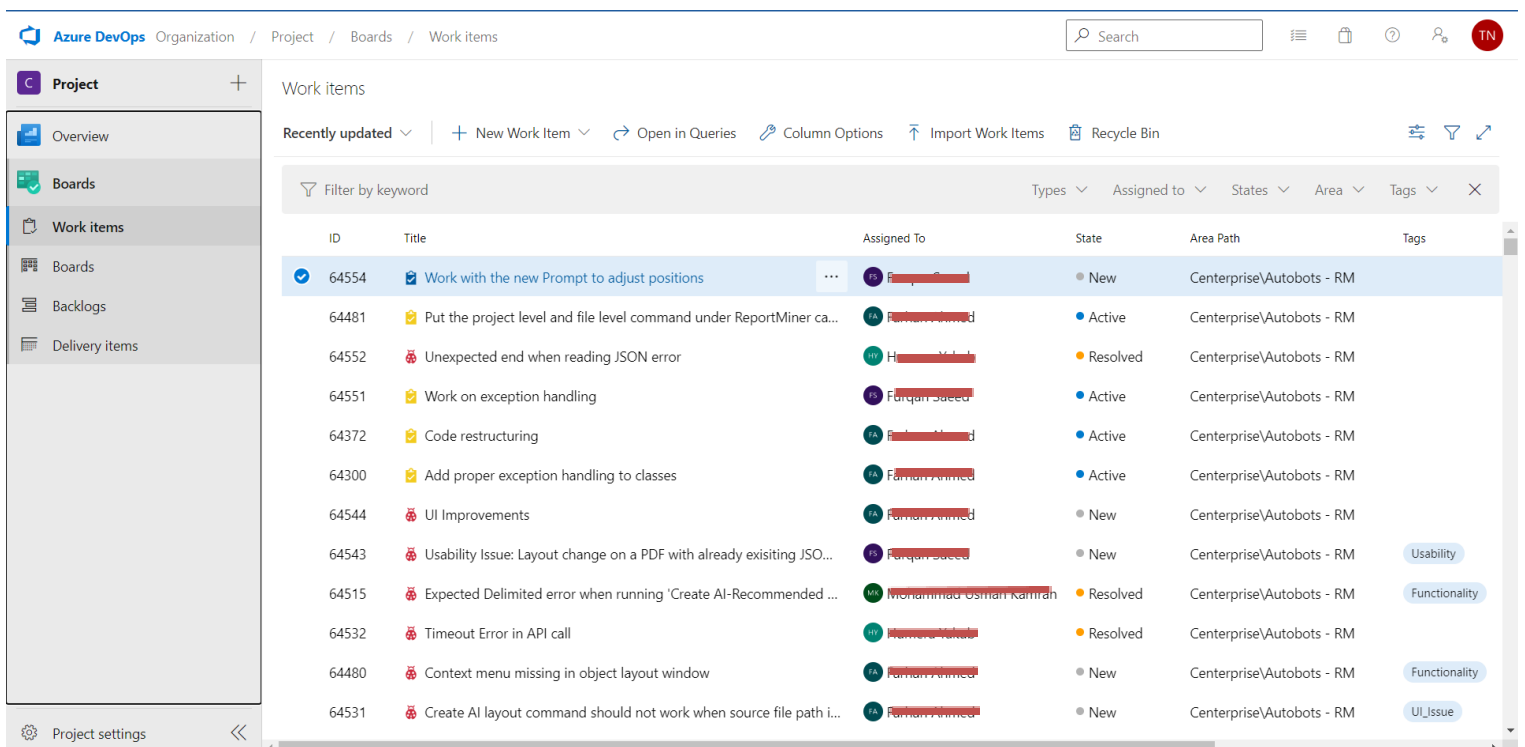 Azure DevOps Organization / Project / Boards / Work items Search TN
C Project
Work items
Recently updated New Work Item Open in Queries Column Options Import Work Items Recycle Bin
Overview
Boards
Work items
Boards
Backlogs
Delivery items
Project settings
Filter by keyword Types Assigned to States Area Tags
ID Title Assigned To State Area Path Tags
64554 Work with the new Prompt to adjust positions ... FS New Centerprise\Autobots - RM
64481 Put the project level and file level command under ReportMiner ca... FA Active Centerprise\Autobots - RM
64552 Unexpected end when reading JSON error HY Resolved Centerprise\Autobots - RM
64551 Work on exception handling FS Active Centerprise\Autobots - RM
64372 Code restructuring FA Active Centerprise\Autobots - RM
64300 Add proper exception handling to classes FA Active Centerprise\Autobots - RM
64544 UI Improvements FA New Centerprise\Autobots - RM
64543 Usability Issue: Layout change on a PDF with already exisiting JSO... FS New Centerprise\Autobots - RM Usability
64515 Expected Delimited error when running 'Create AI-Recommended ... MK Resolved Centerprise\Autobots - RM Functionality
64532 Timeout Error in API call HY Resolved Centerprise\Autobots - RM
64480 Context menu missing in object layout window FA New Centerprise\Autobots - RM Functionality
64531 Create AI layout command should not work when source file path i... FA New Centerprise\Autobots - RM UI_Issue